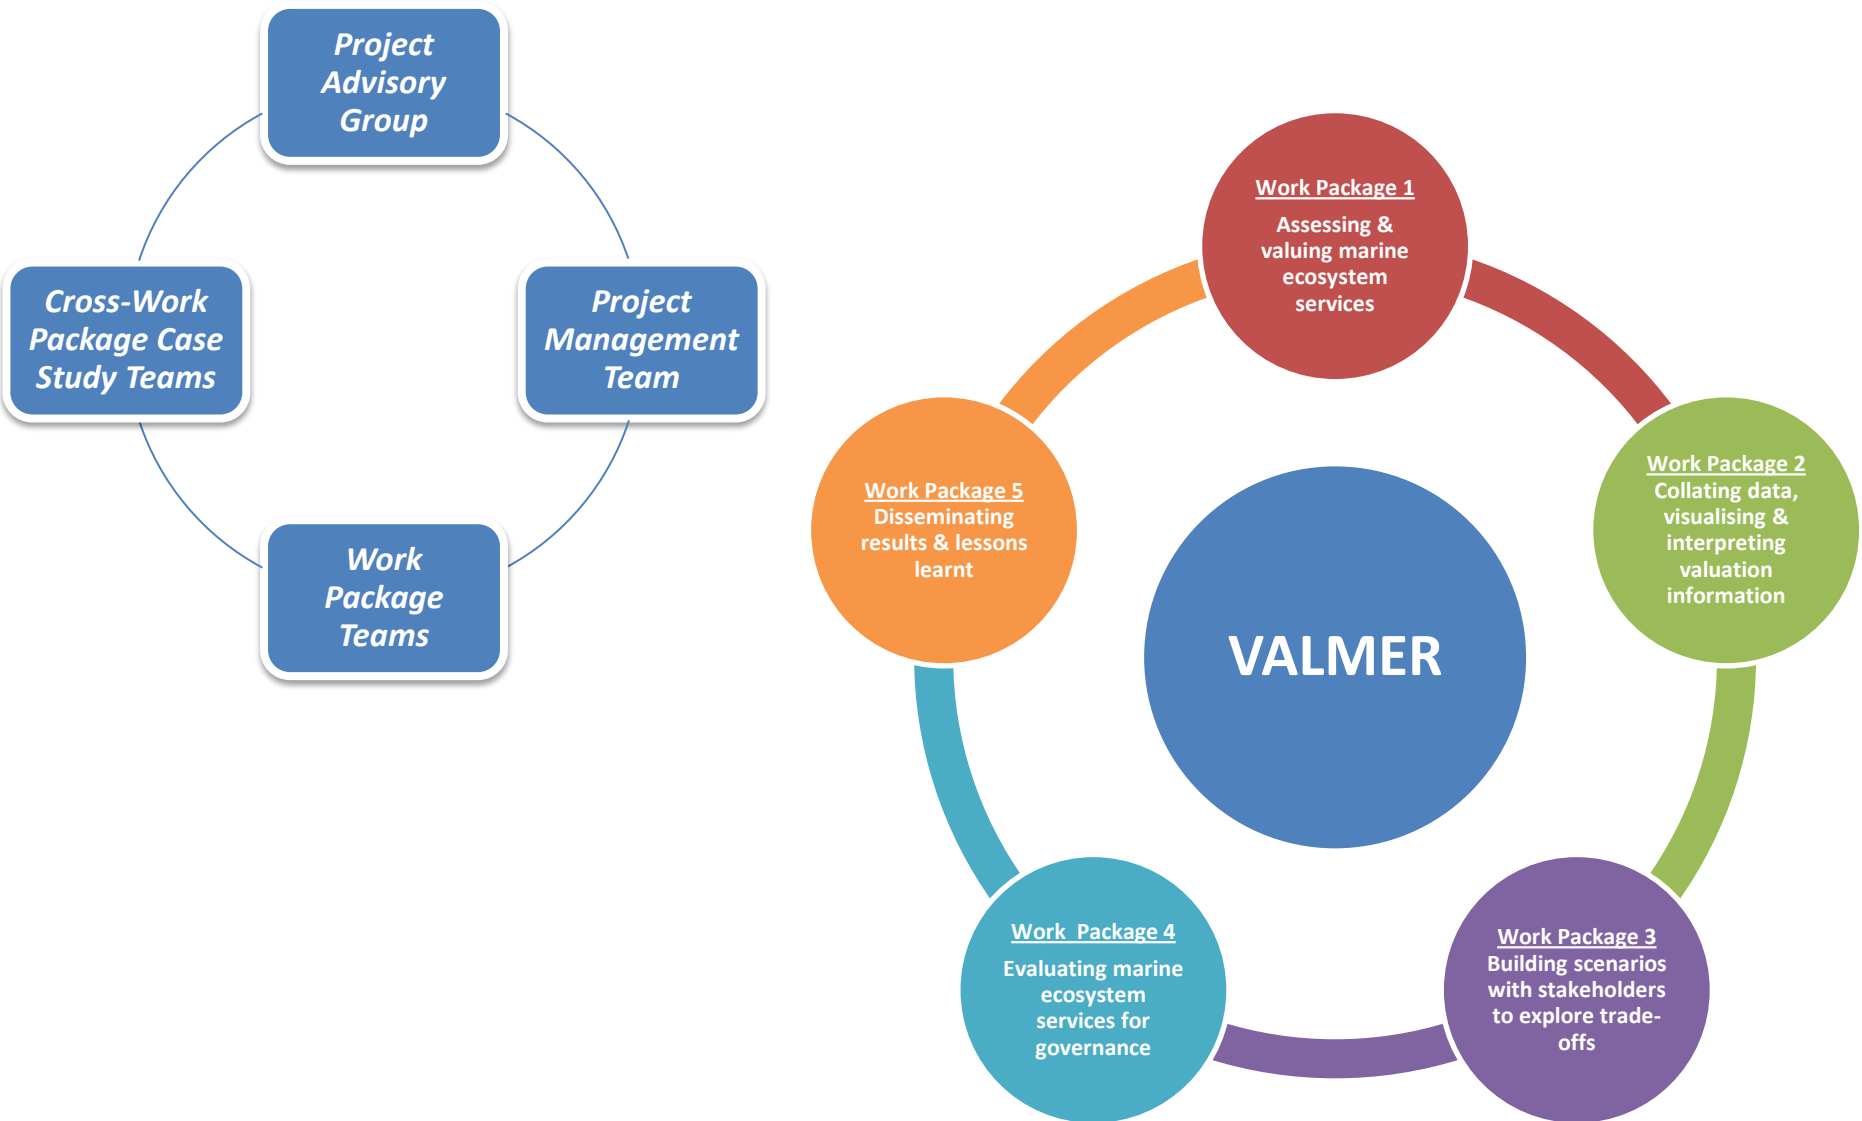 Project
Advisory
Group
Cross-Work
Package Case
Study Teams
Project
Management
Team
Work
Package
Teams
Work Package 1
Assessing &
valuing marine
ecosystem
services
Work Package 2
Collating data,
visualising &
interpreting
valuation
information
Work Package 5
Disseminating
results & lessons
learnt
VALMER
Work Package 4
Evaluating marine
ecosystem
services for
governance
Work Package 3
Building scenarios
with stakeholders
to explore trade-
offs